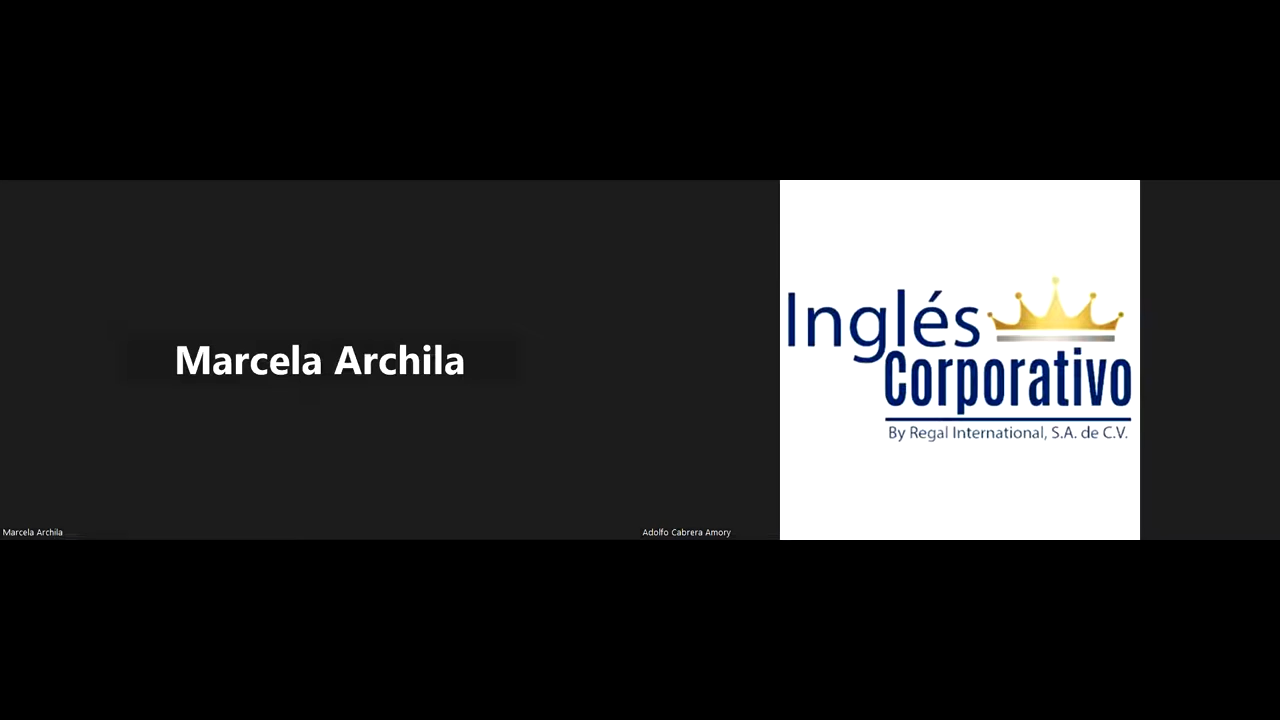 Marcela Archila
Inglés
Corporativo
By Regal International, S.A. de C.V.
Marcela Archila
Adolfo Cabrera Amory